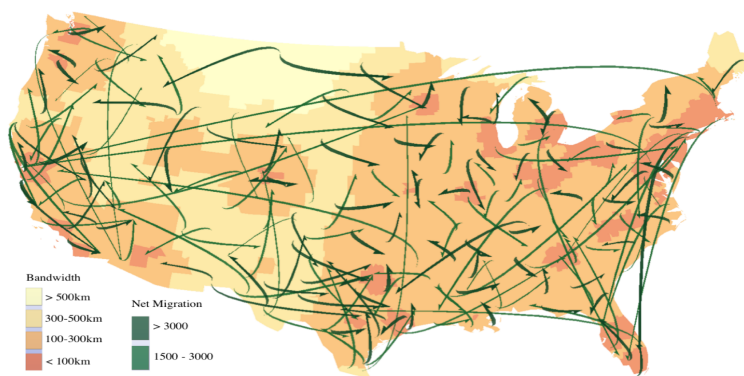 Bandwidth
> 500km
300-500km
100-300km
< 100km
Net Migration
> 3000
1500 - 3000